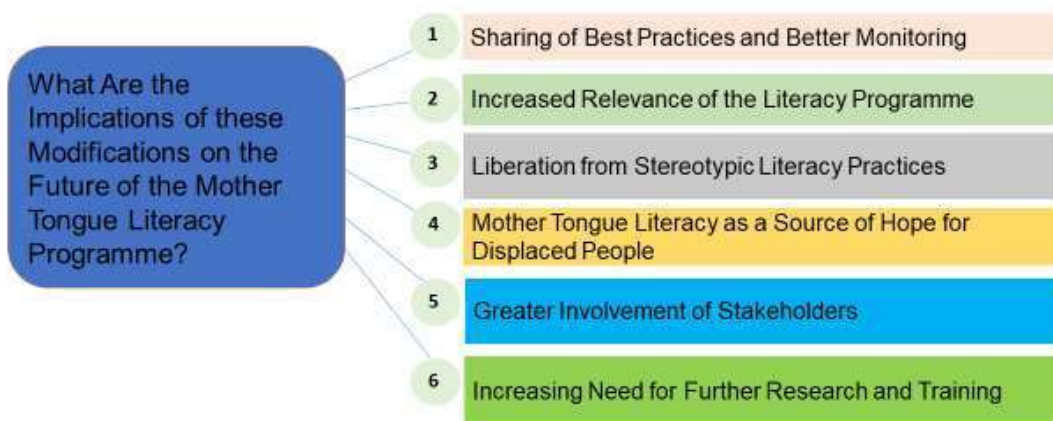 What Are the
Implications of these
Modifications on the
Future of the Mother
Tongue Literacy
Programme?
1
Sharing of Best Practices and Better Monitoring
2
Increased Relevance of the Literacy Programme
3
Liberation from Stereotypic Literacy Practices
4
Mother Tongue Literacy as a Source of Hope for
Displaced People
5
Greater Involvement of Stakeholders
6
Increasing Need for Further Research and Training